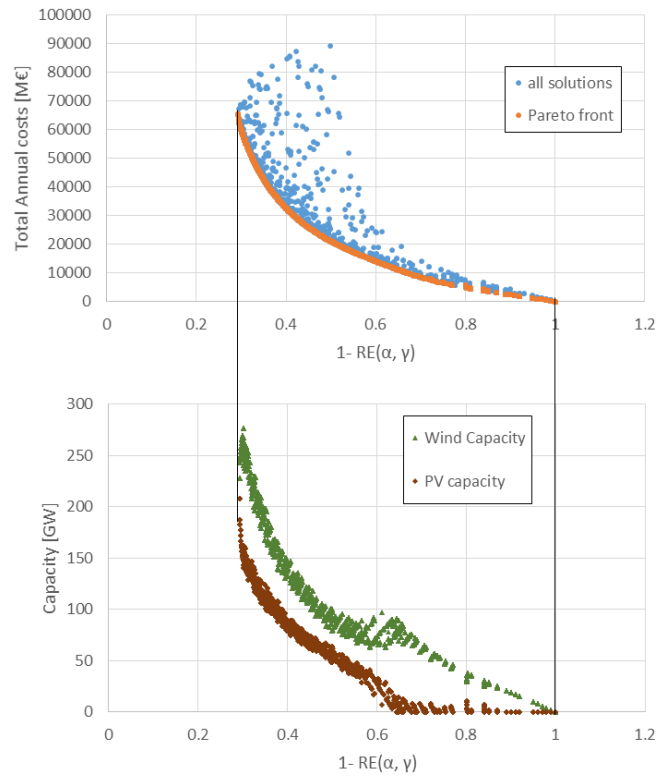 100000
90000
80000
70000
60000
50000
40000
30000
20000
10000
0
Total Annual costs [M€]
all solutions
Pareto front
0 0.2 0.4 0.6 0.8 1 1.2
1- RE(α, γ)
300
250
200
150
100
50
0
Capacity [GW]
Wind Capacity
PV capacity
0 0.2 0.4 0.6 0.8 1 1.2
1- RE(α, γ)